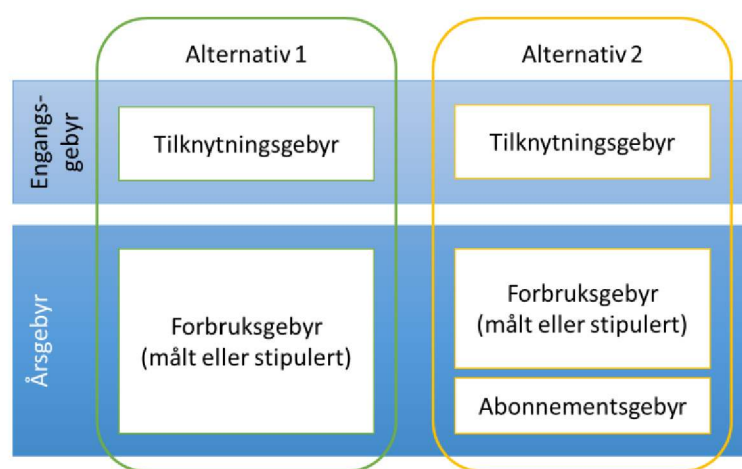 Alternativ 1
Alternativ 2
Engangs-
gebyr
Tilknytningsgebyr
Tilknytningsgebyr
Årsgebyr
Forbruksgebyr
(målt eller stipulert)
Forbruksgebyr
(målt eller stipulert)
Abonnementsgebyr